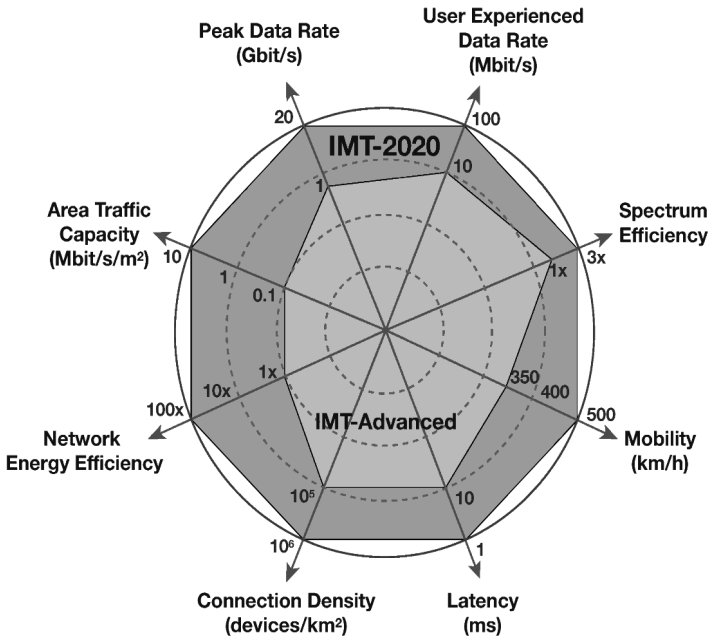 Peak Data Rate
(Gbit/s)
User Experienced
Data Rate
(Mbit/s)
20
100
IMT-2020
1
10
Area Traffic
Capacity
(Mbit/s/m²)
Spectrum
Efficiency
10
1
0.1
1x
3x
1x
10x
100x
350
400
500
Network
Energy Efficiency
IMT-Advanced
Mobility
(km/h)
10⁵
10
10⁶
1
Connection Density
(devices/km²)
Latency
(ms)